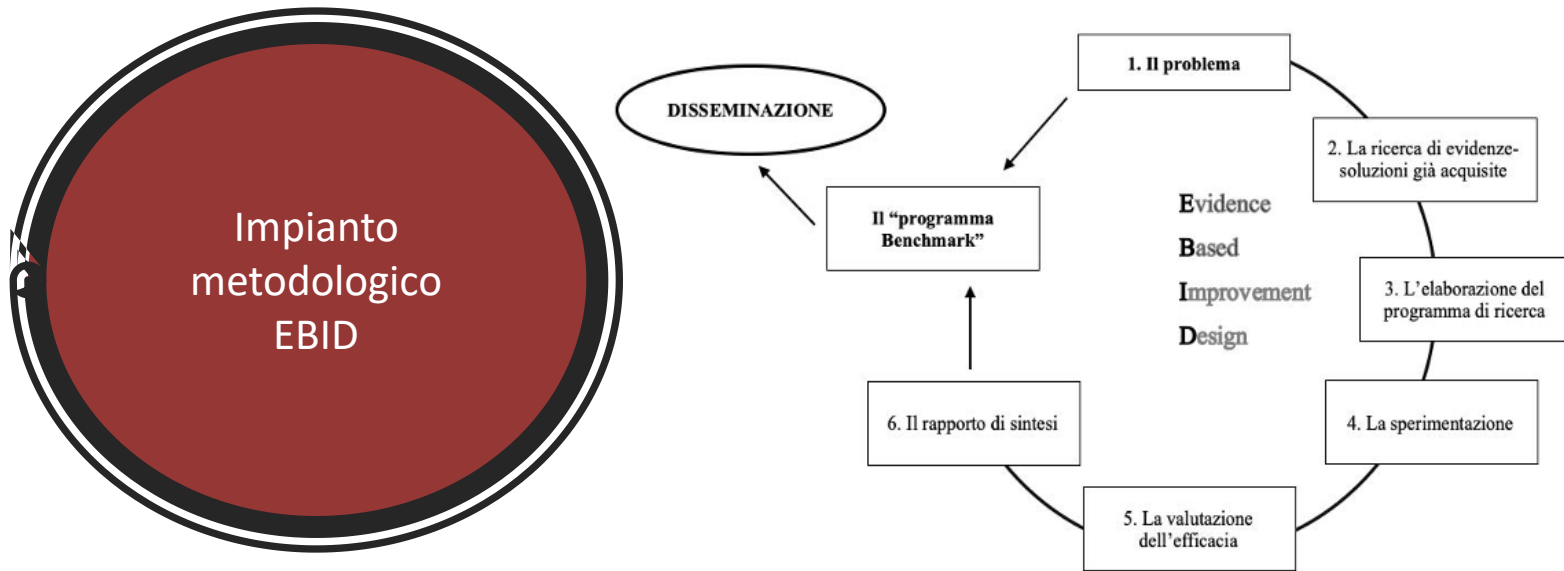 Impianto
metodologico
EBID
DISSEMINAZIONE
1. Il problema
2. La ricerca di evidenze-
soluzioni già acquisite
Il "programma
Benchmark"
Evidence
Based
Improvement
Design
3. L'elaborazione del
programma di ricerca
4. La sperimentazione
5. La valutazione
dell'efficacia
6. Il rapporto di sintesi